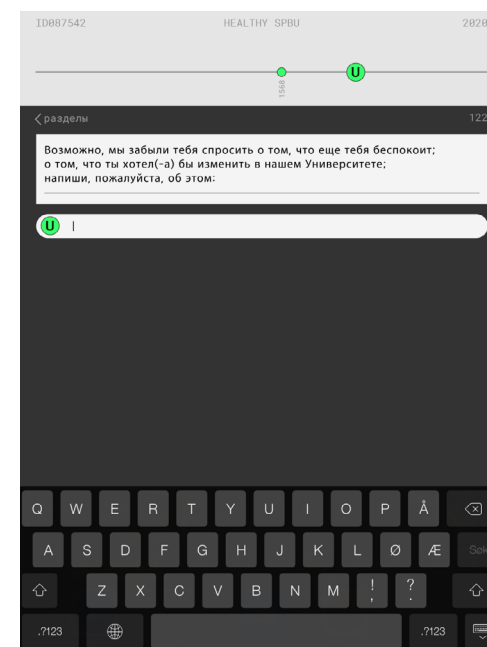 ID087542 HEALTHY SPBU 2020
U
1568
разделы 122
Возможно, мы забыли тебя спросить о том, что еще тебя беспокоит;
о том, что ты хотел(-а) бы изменить в нашем Университете;
напиши, пожалуйста, об этом:
U
Q W E R T Y U I O P Å
A S D F G H J K L Ø Æ Søk
Z X C V B N M ! , ? .
.?123 .?123